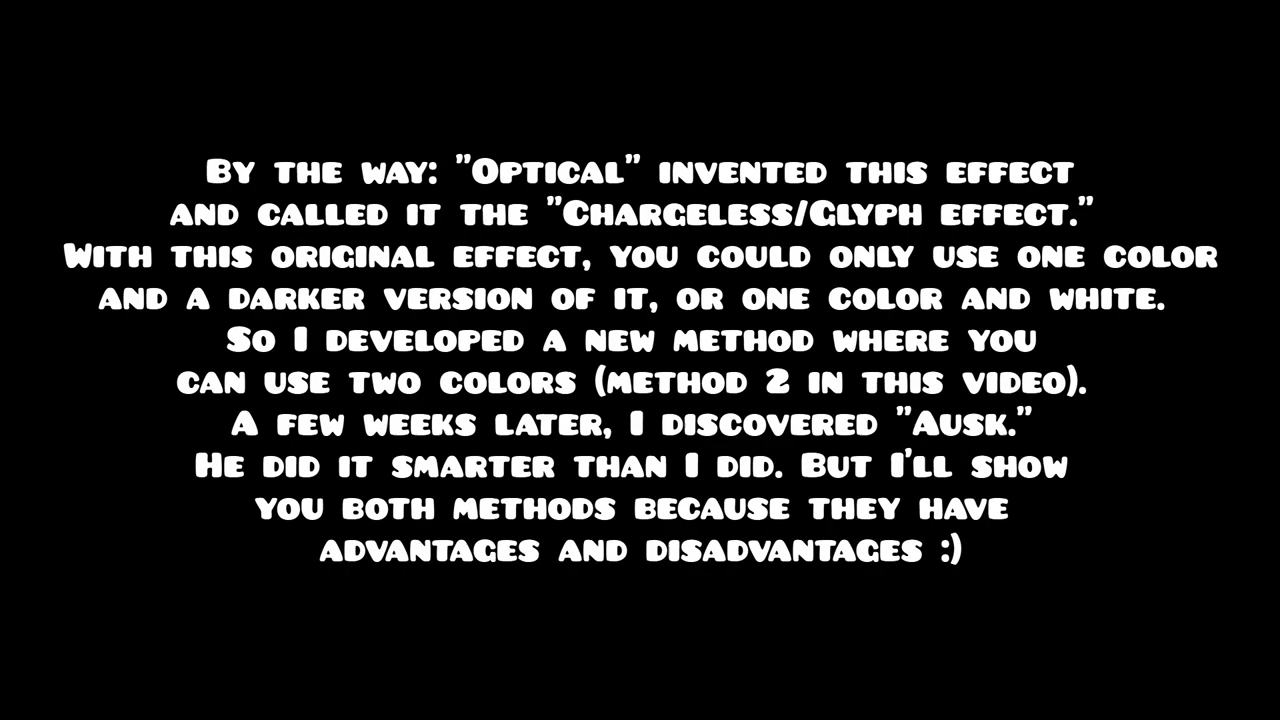 By the way: "Optical" invented this effect
and called it the "Chargeless/Glyph effect."
With this original effect, you could only use one color
and a darker version of it, or one color and white.
So I developed a new method where you
can use two colors (method 2 in this video).
A few weeks later, I discovered "Ausk."
He did it smarter than I did. But I'll show
you both methods because they have
advantages and disadvantages :)